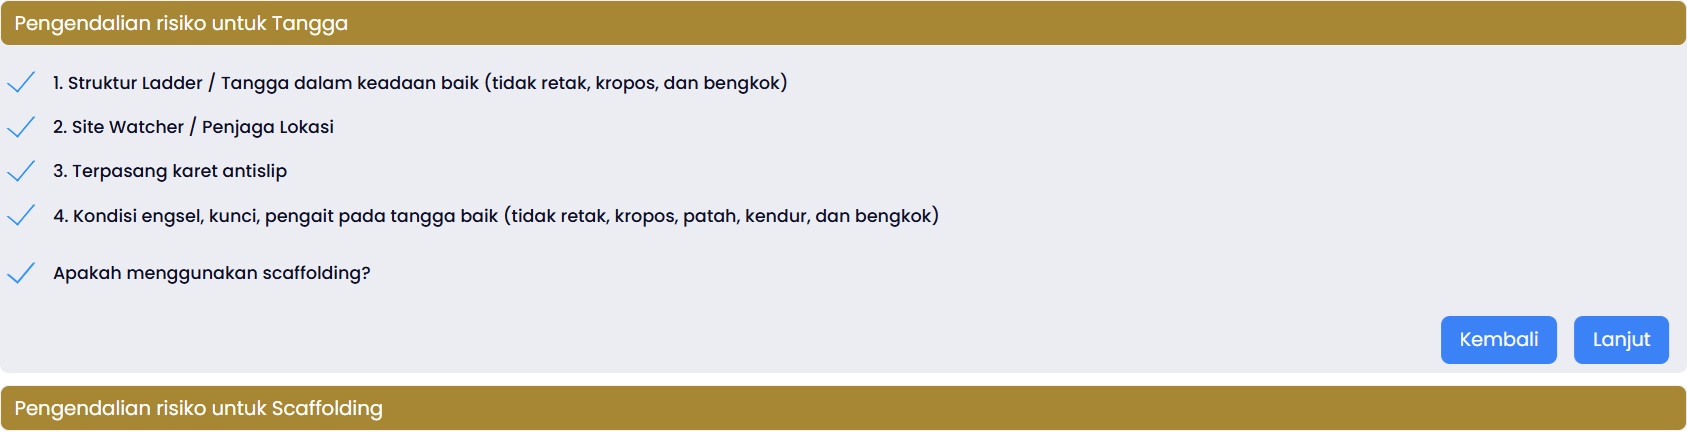 Pengendalian risiko untuk Tangga
1. Struktur Ladder / Tangga dalam keadaan baik (tidak retak, kropos, dan bengkok)
2. Site Watcher / Penjaga Lokasi
3. Terpasang karet antislip
4. Kondisi engsel, kunci, pengait pada tangga baik (tidak retak, kropos, patah, kendur, dan bengkok)
Apakah menggunakan scaffolding?
Kembali Lanjut
Pengendalian risiko untuk Scaffolding